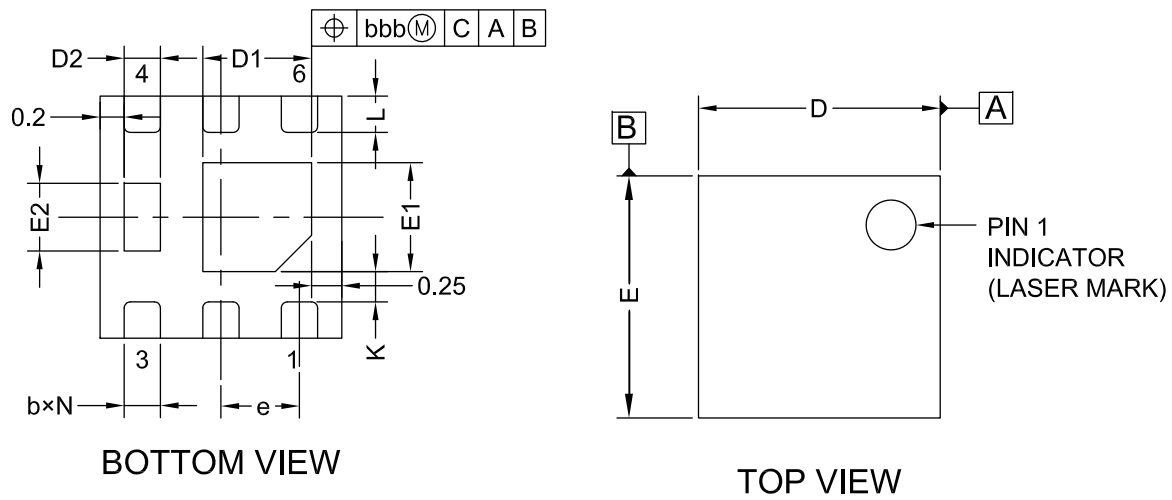 bbbⓂ C A B
D2 D1
4 6
0.2
L
E2
E1
0.25
K
3 1
b×N
e
BOTTOM VIEW
D
A
B
E
PIN 1
INDICATOR
(LASER MARK)
TOP VIEW